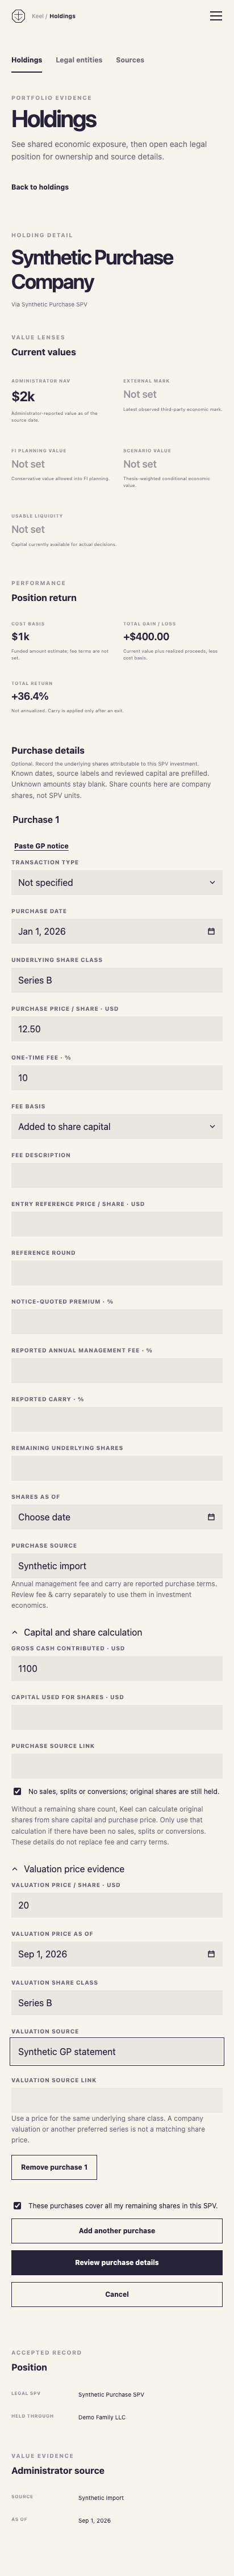 Keel / Holdings
Holdings Legal entities Sources
PORTFOLIO EVIDENCE
Holdings
See shared economic exposure, then open each legal
position for ownership and source details.
Back to holdings
HOLDING DETAIL
Synthetic Purchase
Company
Via Synthetic Purchase SPV
VALUE LENSES
Current values
ADMINISTRATOR NAV
$2k
Administrator-reported value as of the
source date.
EXTERNAL MARK
Not set
Latest observed third-party economic mark.
FI PLANNING VALUE
Not set
Conservative value allowed into FI planning.
SCENARIO VALUE
Not set
Thesis-weighted conditional economic
value.
USABLE LIQUIDITY
Not set
Capital currently available for actual decisions.
PERFORMANCE
Position return
COST BASIS
$1k
Funded amount estimate; fee terms are not
set.
TOTAL GAIN / LOSS
+$400.00
Current value plus realized proceeds, less
cost basis.
TOTAL RETURN
+36.4%
Not annualized. Carry is applied only after an exit.
Purchase details
Optional. Record the underlying shares attributable to this SPV investment.
Known dates, source labels and reviewed capital are prefilled.
Unknown amounts stay blank. Share counts here are company
shares, not SPV units.
Purchase 1
Paste GP notice
TRANSACTION TYPE
Not specified
PURCHASE DATE
Jan 1, 2026
UNDERLYING SHARE CLASS
Series B
PURCHASE PRICE / SHARE · USD
12.50
ONE-TIME FEE · %
10
FEE BASIS
Added to share capital
FEE DESCRIPTION
ENTRY REFERENCE PRICE / SHARE · USD
REFERENCE ROUND
NOTICE-QUOTED PREMIUM · %
REPORTED ANNUAL MANAGEMENT FEE · %
REPORTED CARRY · %
REMAINING UNDERLYING SHARES
SHARES AS OF
Choose date
PURCHASE SOURCE
Synthetic import
Annual management fee and carry are reported purchase terms.
Review fee & carry separately to use them in investment
economics.
Capital and share calculation
GROSS CASH CONTRIBUTED · USD
1100
CAPITAL USED FOR SHARES · USD
PURCHASE SOURCE LINK
No sales, splits or conversions; original shares are still held.
Without a remaining share count, Keel can calculate original
shares from share capital and purchase price. Only use that
calculation if there have been no sales, splits or conversions.
These details do not replace fee and carry terms.
Valuation price evidence
VALUATION PRICE / SHARE · USD
20
VALUATION PRICE AS OF
Sep 1, 2026
VALUATION SHARE CLASS
Series B
VALUATION SOURCE
Synthetic GP statement
VALUATION SOURCE LINK
Use a price for the same underlying share class. A company
valuation or another preferred series is not a matching share
price.
Remove purchase 1
These purchases cover all my remaining shares in this SPV.
Add another purchase
Review purchase details
Cancel
ACCEPTED RECORD
Position
LEGAL SPV Synthetic Purchase SPV
HELD THROUGH Demo Family LLC
VALUE EVIDENCE
Administrator source
SOURCE Synthetic import
AS OF Sep 1, 2026